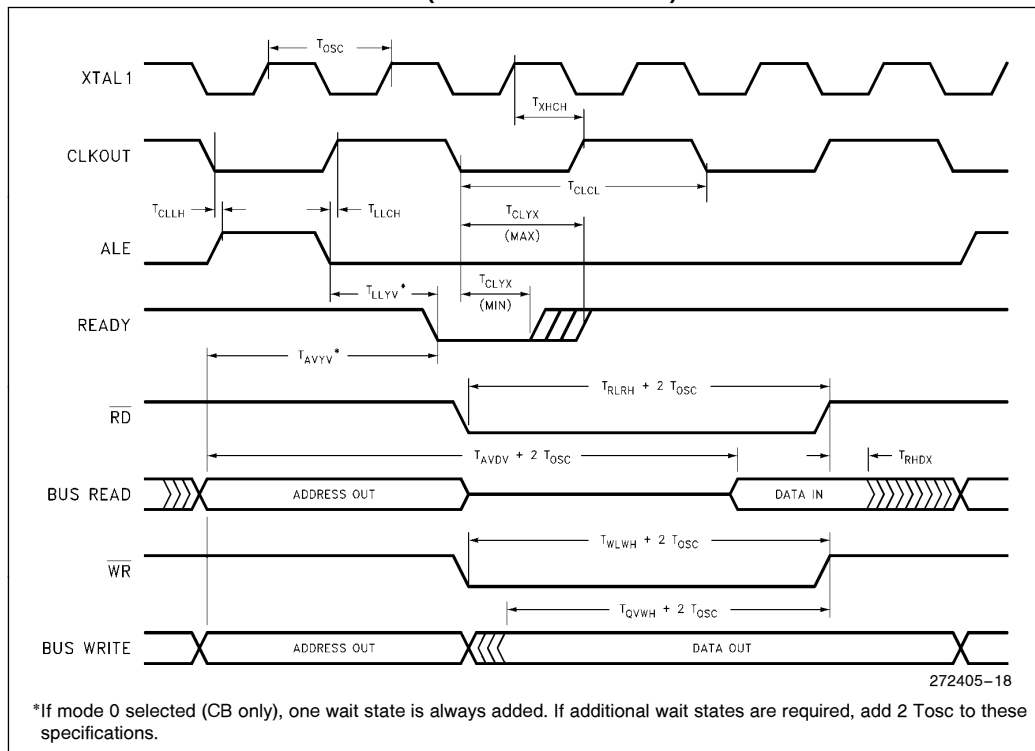 TOSC
XTAL1
TXHCH
CLKOUT
TCLCL
TCLLH
TLLCH
TCLYX
(MAX)
ALE
TLLYV*
TCLYX
(MIN)
READY
TAVYV*
TRLRH + 2 TOSC
RD
TAVDV + 2 TOSC
TRHDX
BUS READ
ADDRESS OUT
DATA IN
TWLWH + 2 TOSC
WR
TQVWH + 2 TOSC
BUS WRITE
ADDRESS OUT
DATA OUT
272405–18
*If mode 0 selected (CB only), one wait state is always added. If additional wait states are required, add 2 Tosc to these
specifications.